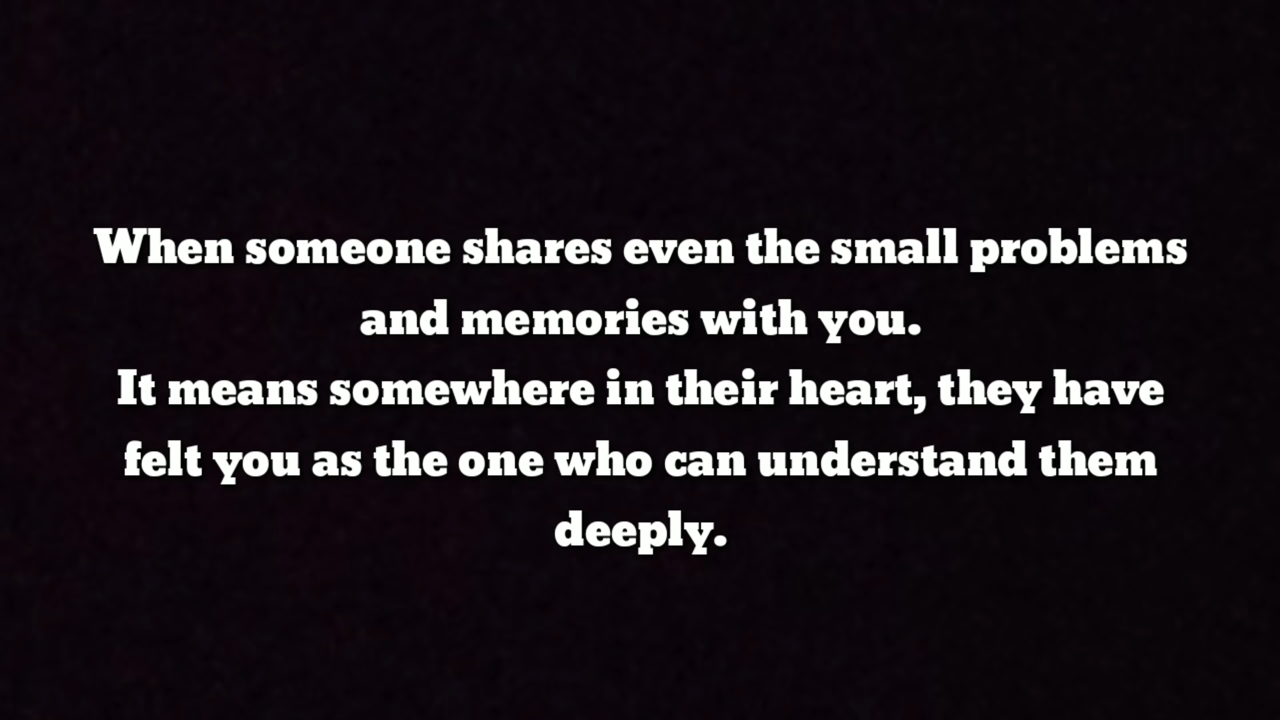 When someone shares even the small problems
and memories with you.
It means somewhere in their heart, they have
felt you as the one who can understand them
deeply.